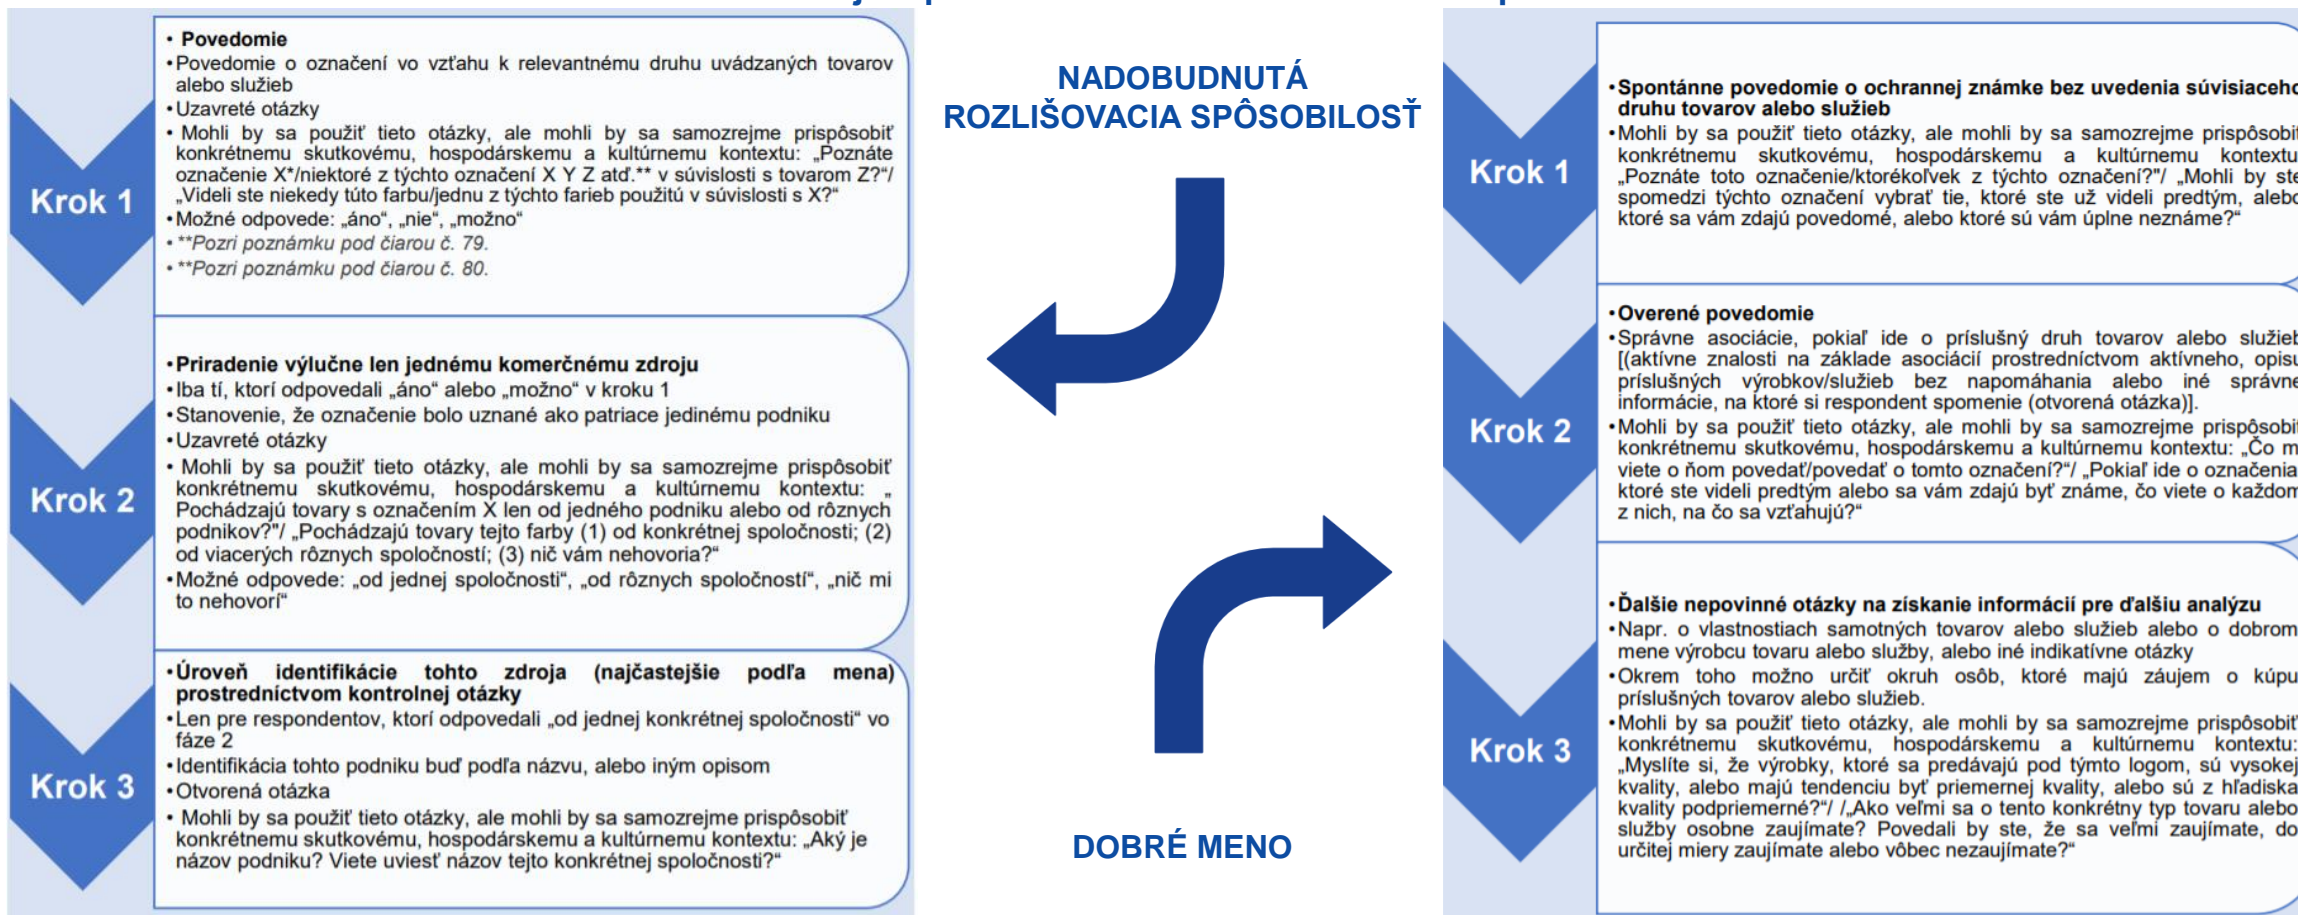 • Povedomie
•Povedomie o označení vo vzťahu k relevantnému druhu uvádzaných tovarov
alebo služieb
•Uzavreté otázky
• Mohli by sa použiť tieto otázky, ale mohli by sa samozrejme prispôsobiť
konkrétnemu skutkovému, hospodárskemu a kultúrnemu kontextu: „Poznáte
označenie X*/niektoré z týchto označení X Y Z atď.** v súvislosti s tovarom Z?“/
„Videli ste niekedy túto farbu/jednu z týchto farieb použitú v súvislosti s X?“
•Možné odpovede: „áno“, „nie“, „možno“
•**Pozri poznámku pod čiarou č. 79.
•**Pozri poznámku pod čiarou č. 80.
Krok 1
•Priradenie výlučne len jednému komerčnému zdroju
•Iba tí, ktorí odpovedali „áno“ alebo „možno“ v kroku 1
•Stanovenie, že označenie bolo uznané ako patriace jedinému podniku
•Uzavreté otázky
• Mohli by sa použiť tieto otázky, ale mohli by sa samozrejme prispôsobiť
konkrétnemu skutkovému, hospodárskemu a kultúrnemu kontextu: „
Pochádzajú tovary s označením X len od jedného podniku alebo od rôznych
podnikov?"/ „Pochádzajú tovary tejto farby (1) od konkrétnej spoločnosti; (2)
od viacerých rôznych spoločností; (3) nič vám nehovoria?“
•Možné odpovede: „od jednej spoločnosti“, „od rôznych spoločností“, „nič mi
to nehovorí“
Krok 2
•Úroveň identifikácie tohto zdroja (najčastejšie podľa mena)
prostredníctvom kontrolnej otázky
•Len pre respondentov, ktorí odpovedali „od jednej konkrétnej spoločnosti“ vo
fáze 2
•Identifikácia tohto podniku buď podľa názvu, alebo iným opisom
•Otvorená otázka
• Mohli by sa použiť tieto otázky, ale mohli by sa samozrejme prispôsobiť
konkrétnemu skutkovému, hospodárskemu a kultúrnemu kontextu: „Aký je
názov podniku? Viete uviesť názov tejto konkrétnej spoločnosti?“
Krok 3
NADOBUDNUTÁ
ROZLIŠOVACIA SPÔSOBILOSŤ
DOBRÉ MENO
•Spontánne povedomie o ochrannej známke bez uvedenia súvisiaceho
druhu tovarov alebo služieb
•Mohli by sa použiť tieto otázky, ale mohli by sa samozrejme prispôsobiť
konkrétnemu skutkovému, hospodárskemu a kultúrnemu kontextu
„Poznáte toto označenie/ktorékoľvek z týchto označení?"/ „Mohli by ste
spomedzi týchto označení vybrať tie, ktoré ste už videli predtým, alebo
ktoré sa vám zdajú povedomé, alebo ktoré sú vám úplne neznáme?“
Krok 1
•Overené povedomie
•Správne asociácie, pokiaľ ide o príslušný druh tovarov alebo služieb
[(aktívne znalosti na základe asociácií prostredníctvom aktívneho, opisu
príslušných výrobkov/služieb bez napomáhania alebo iné správne
informácie, na ktoré si respondent spomenie (otvorená otázka)].
•Mohli by sa použiť tieto otázky, ale mohli by sa samozrejme prispôsobiť
konkrétnemu skutkovému, hospodárskemu a kultúrnemu kontextu: „Čo m
viete o ňom povedať/povedať o tomto označení?“/ „Pokiaľ ide o označenia
ktoré ste videli predtým alebo sa vám zdajú byť známe, čo viete o každom
z nich, na čo sa vzťahujú?“
Krok 2
•Ďalšie nepovinné otázky na získanie informácií pre ďalšiu analýzu
•Napr. o vlastnostiach samotných tovarov alebo služieb alebo o dobrom
mene výrobcu tovaru alebo služby, alebo iné indikatívne otázky
•Okrem toho možno určiť okruh osôb, ktoré majú záujem o kúpu
príslušných tovarov alebo služieb.
•Mohli by sa použiť tieto otázky, ale mohli by sa samozrejme prispôsobiť
konkrétnemu skutkovému, hospodárskemu a kultúrnemu kontextu:
„Myslíte si, že výrobky, ktoré sa predávajú pod týmto logom, sú vysokej
kvality, alebo majú tendenciu byť priemernej kvality, alebo sú z hľadiska
kvality podpriemerné?“/ /„Ako veľmi sa o tento konkrétny typ tovaru alebo
služby osobne zaujímate? Povedali by ste, že sa veľmi zaujímate, do
určitej miery zaujímate alebo vôbec nezaujímate?“
Krok 3